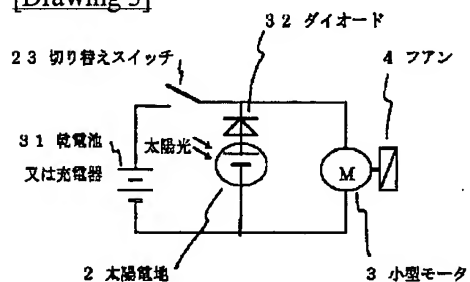 [Drawing 3]
32 ダイオード
23 切り替えスイッチ
4 フアン
31 乾電池
又は充電器
太陽光
M
2 太陽電地
3 小型モータ